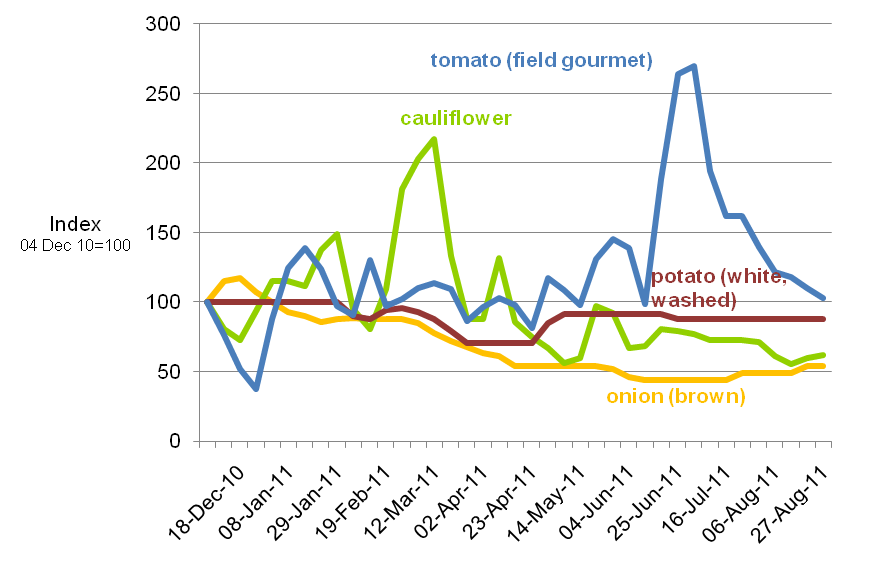 300
250
200
150
100
50
0
Index
04 Dec 10=100
tomato (field gourmet)
cauliflower
potato (white,
washed)
onion (brown)
18-Dec-10
08-Jan-11
29-Jan-11
19-Feb-11
12-Mar-11
02-Apr-11
23-Apr-11
14-May-11
04-Jun-11
25-Jun-11
16-Jul-11
06-Aug-11
27-Aug-11